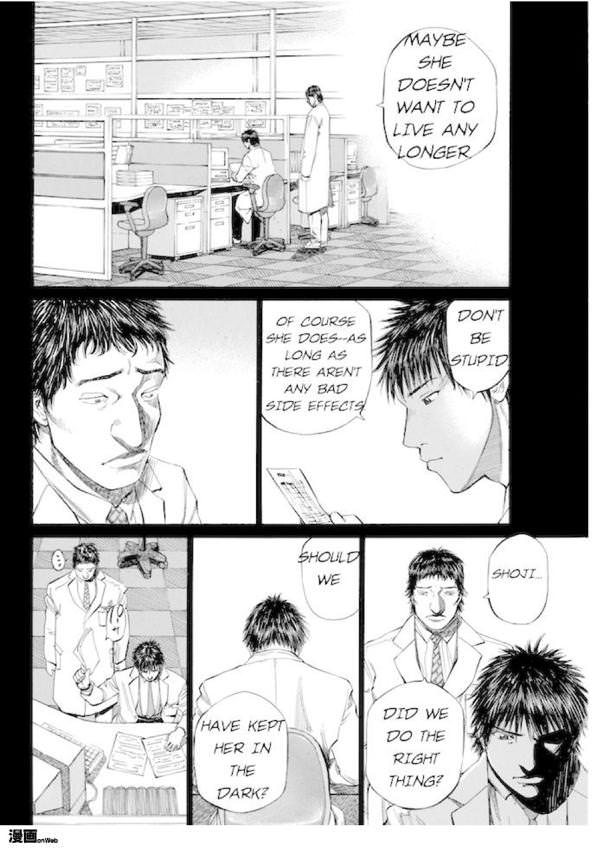 MAYBE
SHE
DOESN'T
WANT TO
LIVE ANY
LONGER
DON'T
BE
STUPID
OF COURSE
SHE DOES--AS
LONG AS
THERE AREN'T
ANY BAD
SIDE EFFECTS
SHOJI...
DID WE
DO THE
RIGHT
THING?
SHOULD
WE
HAVE KEPT
HER IN
THE
DARK?
...
漫画onWeb